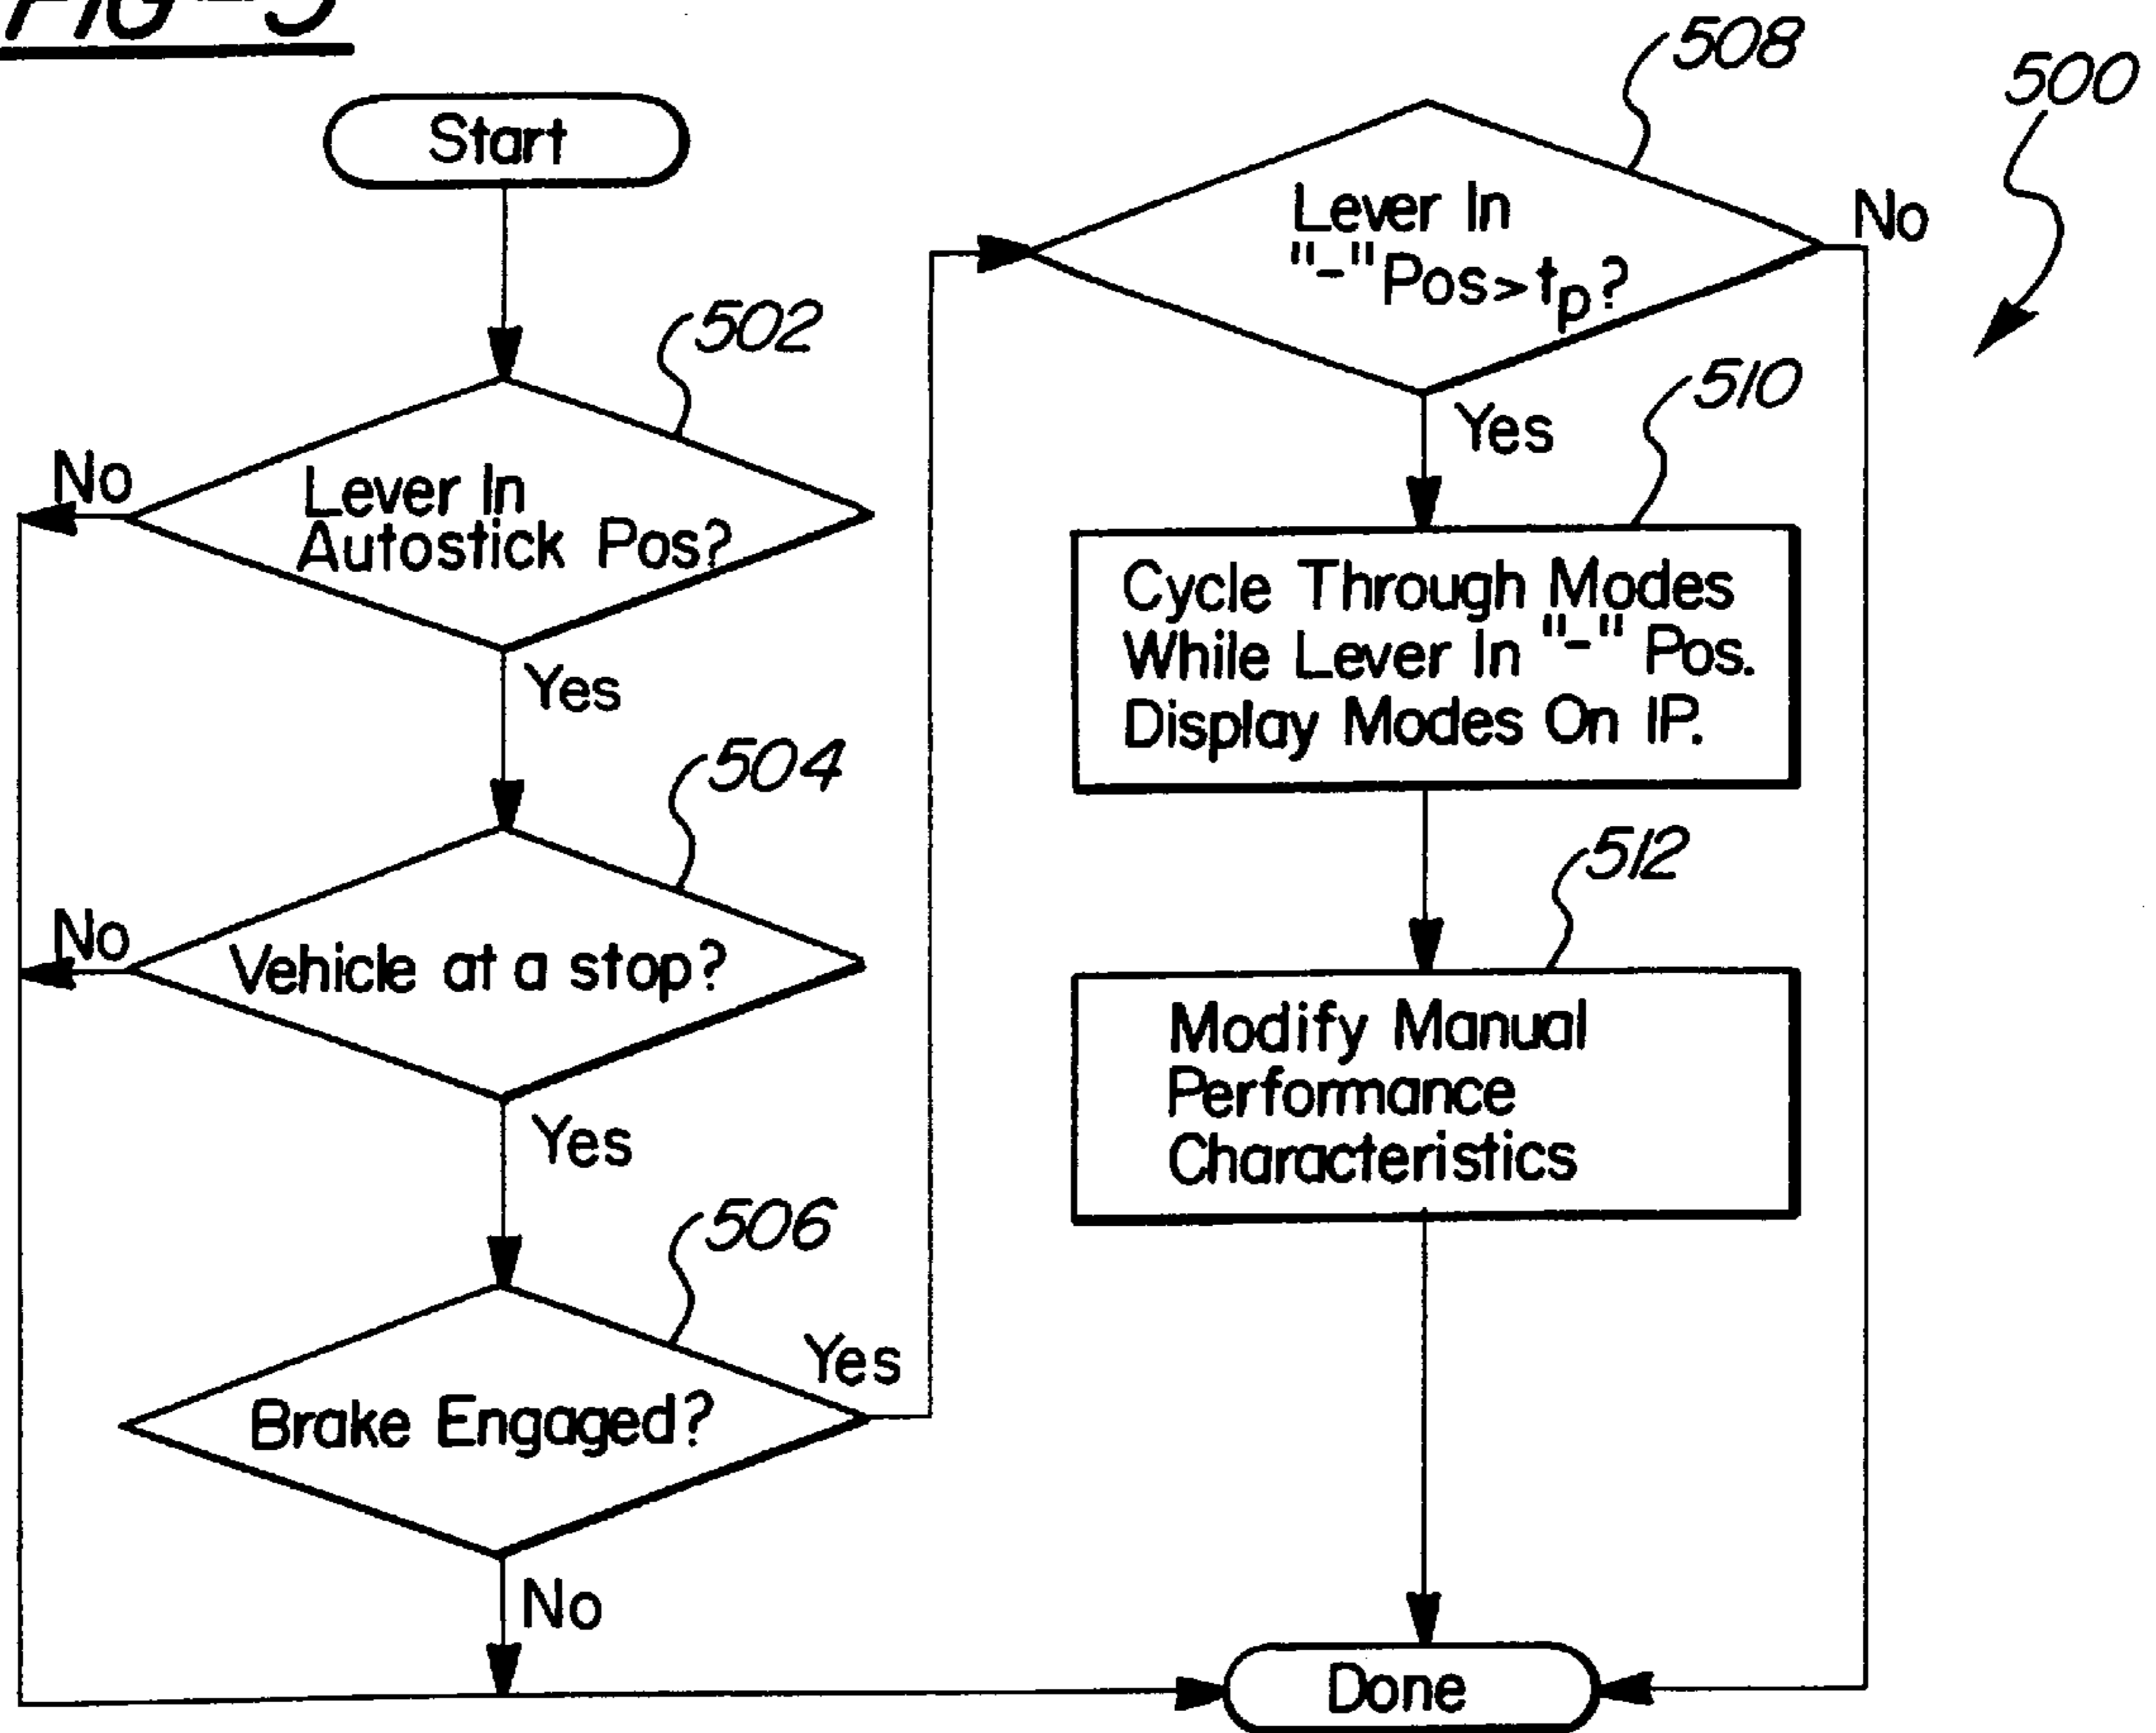 Start
502
No
Lever In
Autostick Pos?
Yes
504
No
Vehicle at a stop?
Yes
506
Yes
Brake Engaged?
No
508
500
Lever In
"-" Pos>tp?
No
Yes
510
Cycle Through Modes
While Lever In "-" Pos.
Display Modes On IP.
512
Modify Manual
Performance
Characteristics
Done